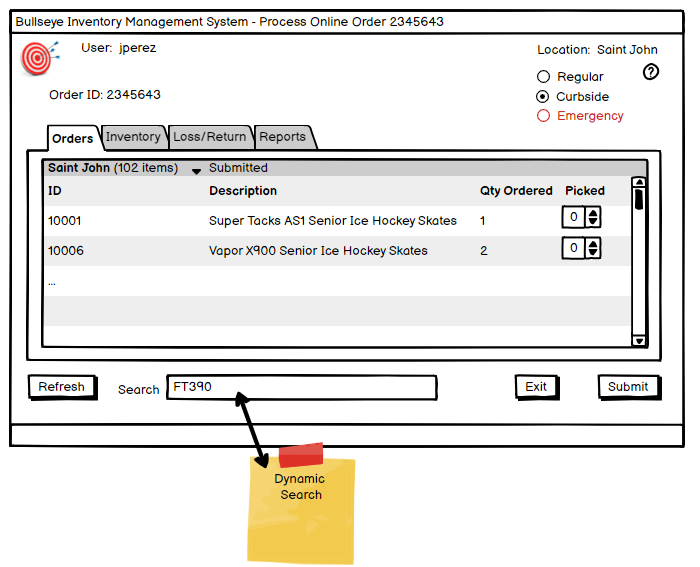 Bullseye Inventory Management System - Process Online Order 2345643
User: jperez
Location: Saint John
Regular
?
Order ID: 2345643
Curbside
Emergency
Orders Inventory Loss/Return Reports
Saint John (102 items) Submitted
ID Description Qty Ordered Picked
10001 Super Tacks AS1 Senior Ice Hockey Skates 1 0
10006 Vapor X900 Senior Ice Hockey Skates 2 0
...
Refresh Search FT390 Exit Submit
Dynamic
Search